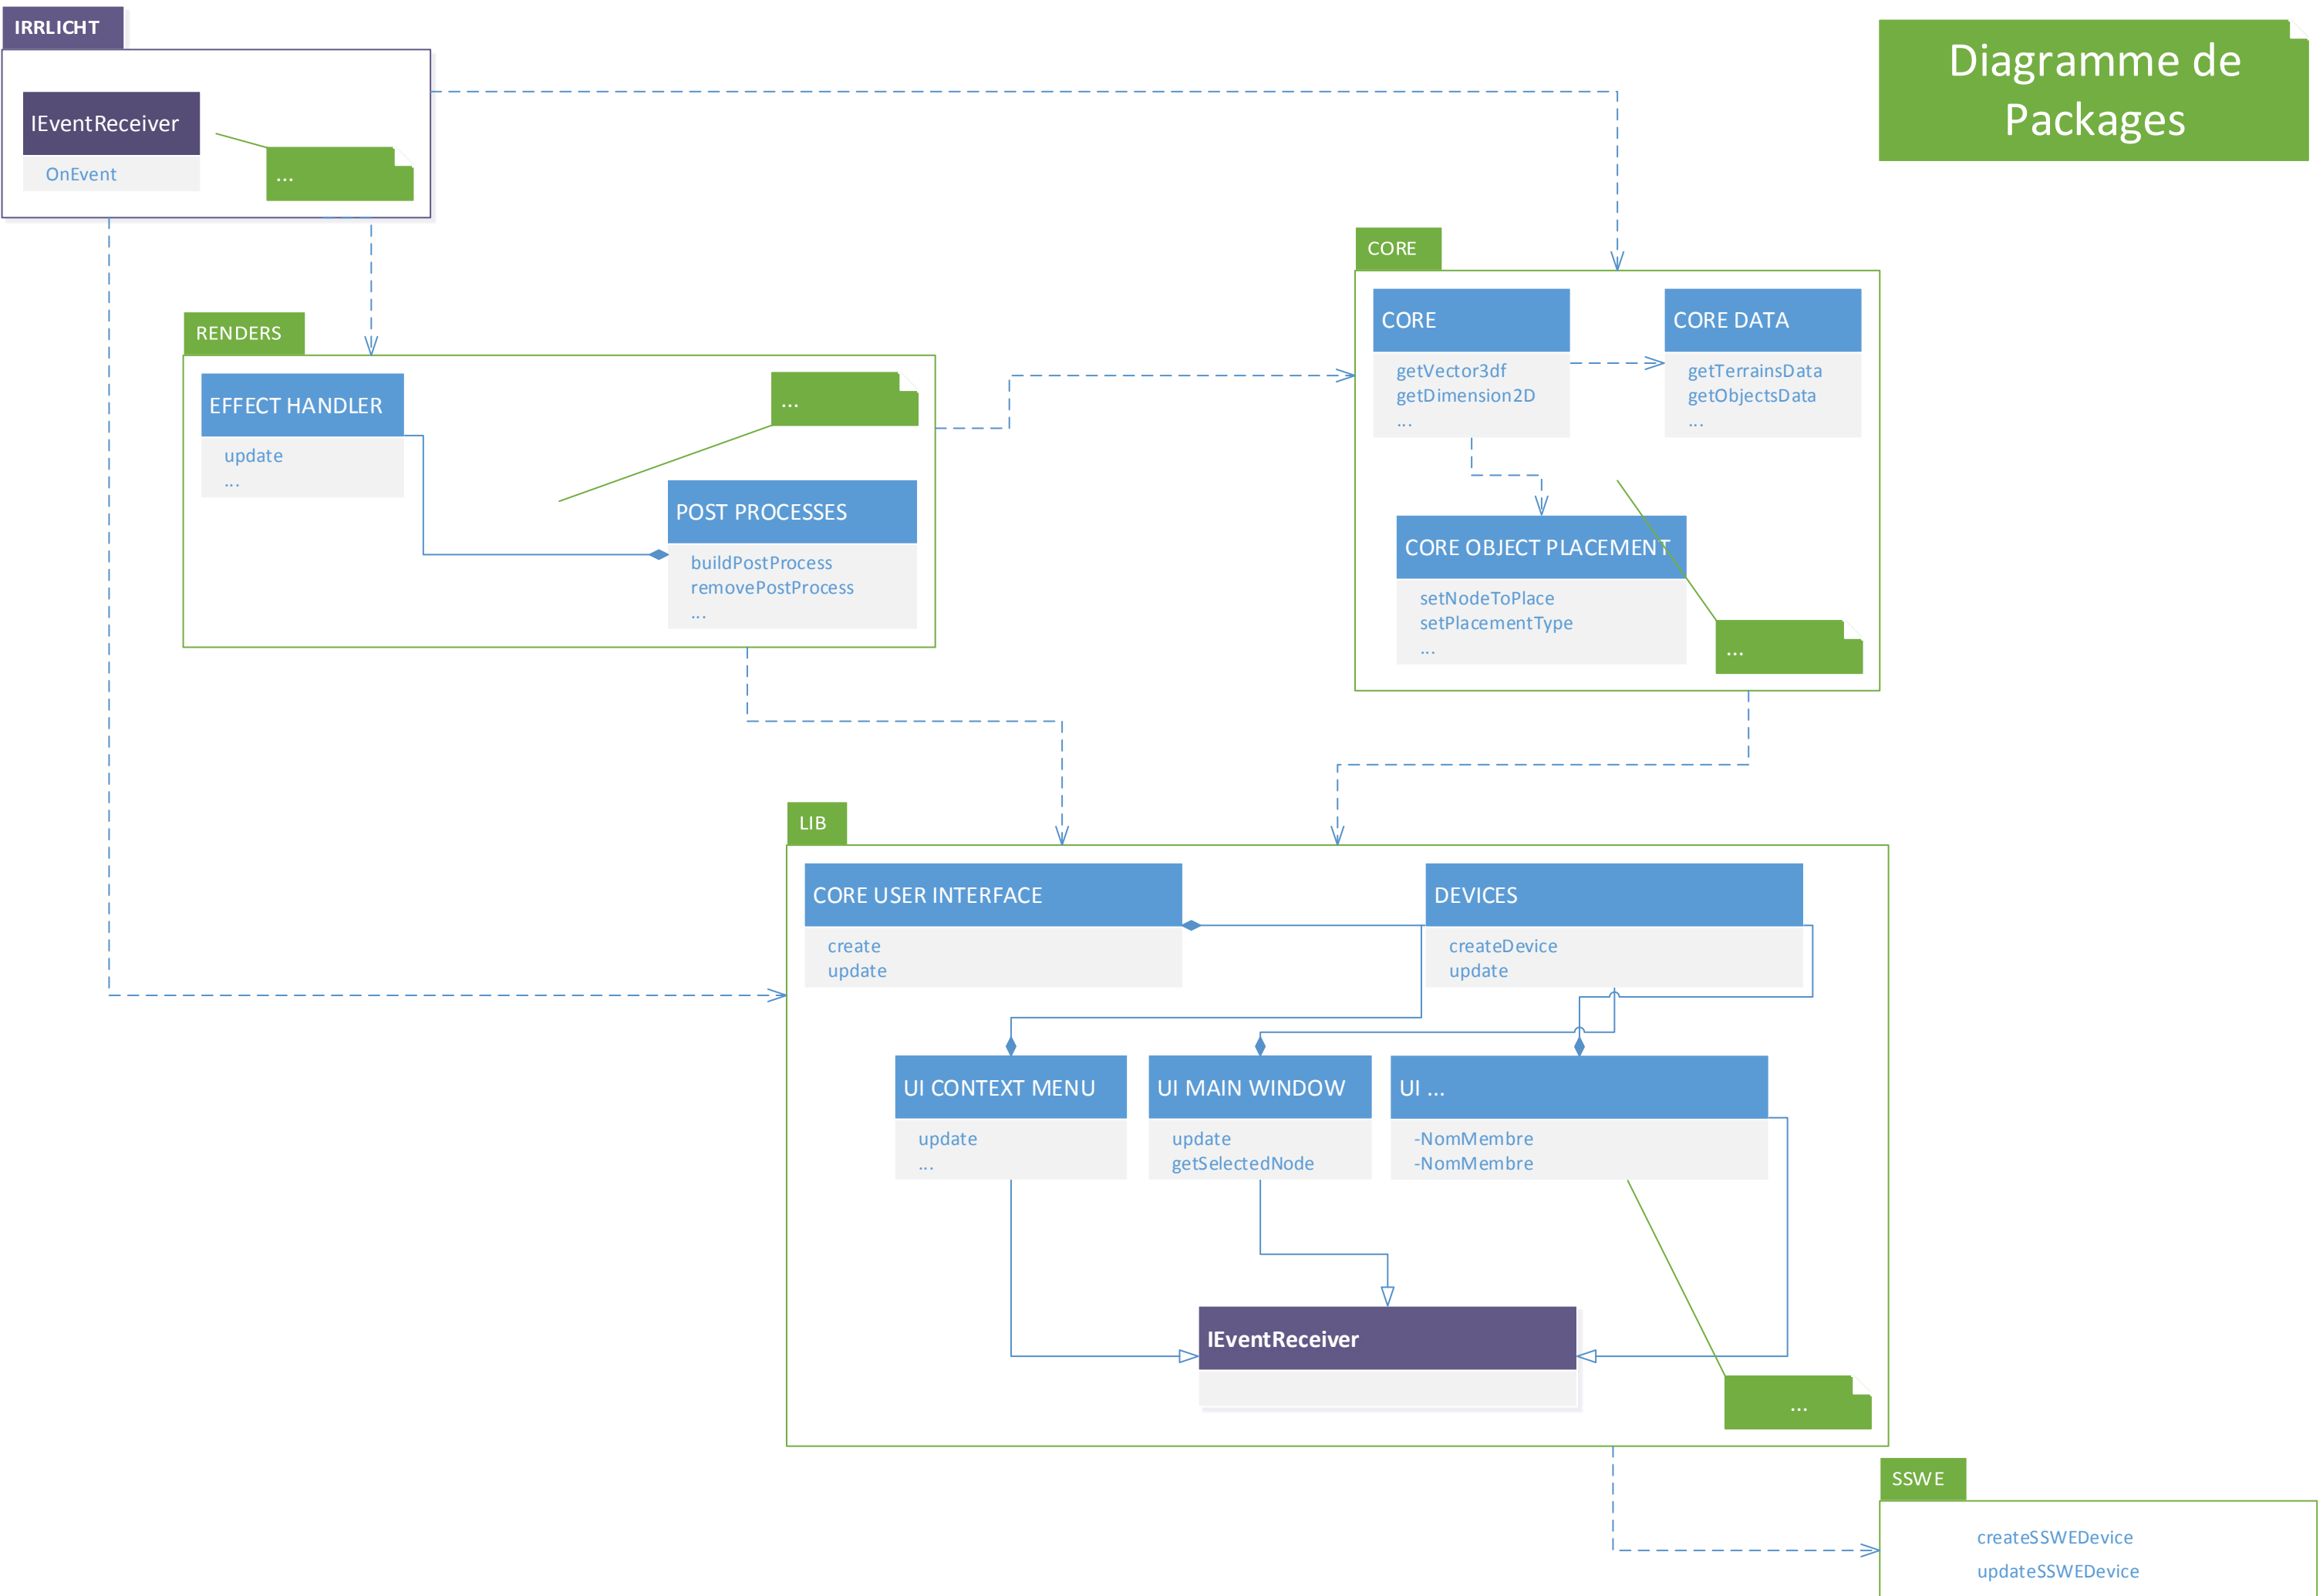 IRRLICHT
IEventReceiver
OnEvent
...
Diagramme de
Packages
CORE
CORE
getVector3df
getDimension2D
...
CORE DATA
getTerrainsData
getObjectsData
...
CORE OBJECT PLACEMENT
setNodeToPlace
setPlacementType
...
...
RENDERS
EFFECT HANDLER
update
...
...
POST PROCESSES
buildPostProcess
removePostProcess
...
LIB
CORE USER INTERFACE
create
update
DEVICES
createDevice
update
UI CONTEXT MENU
update
...
UI MAIN WINDOW
update
getSelectedNode
UI ...
-NomMembre
-NomMembre
IEventReceiver
...
SSWE
createSSWEDevice
updateSSWEDevice